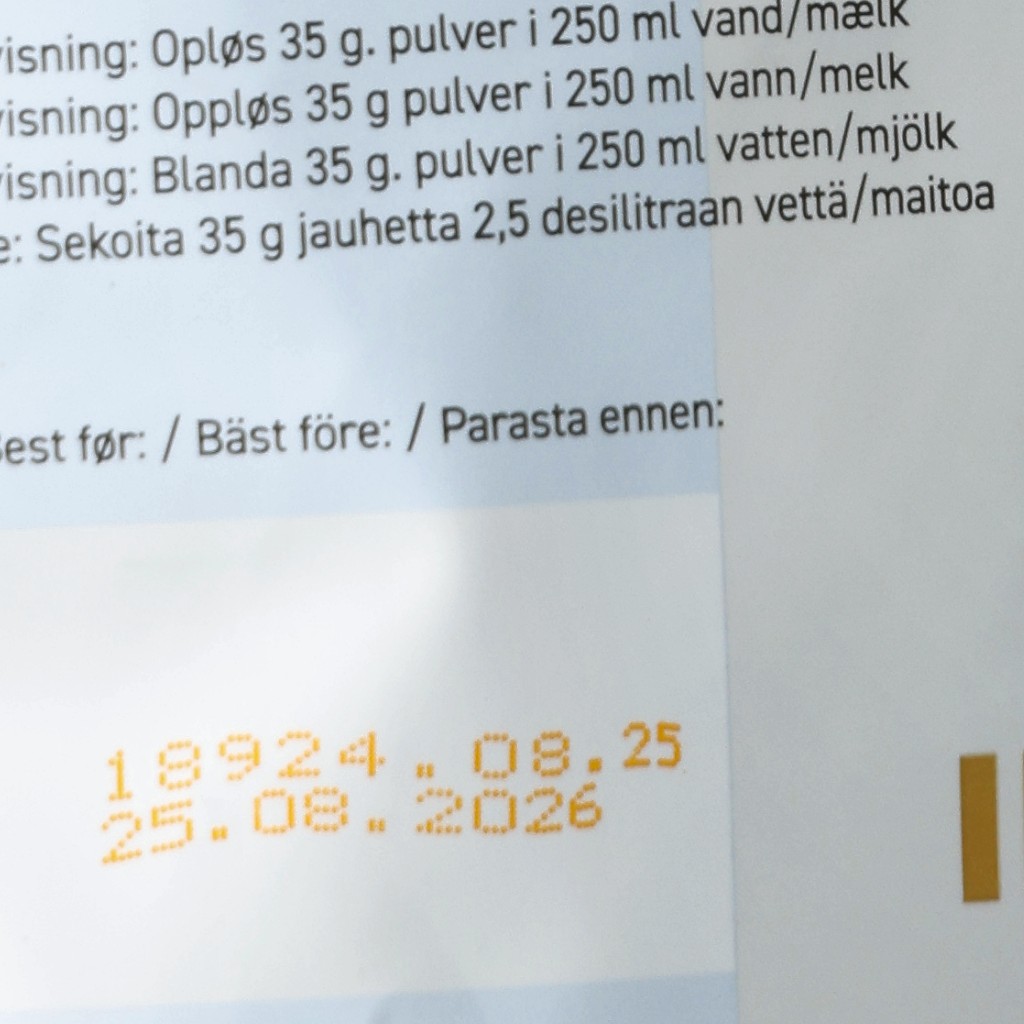 visning: Opløs 35 g. pulver i 250 ml vand/mælk
visning: Oppløs 35 g pulver i 250 ml vann/melk
visning: Blanda 35 g. pulver i 250 ml vatten/mjölk
e: Sekoita 35 g jauhetta 2,5 desilitraan vettä/maitoa
Best før: / Bäst före: / Parasta ennen:
18924.08.25
25.08.2026